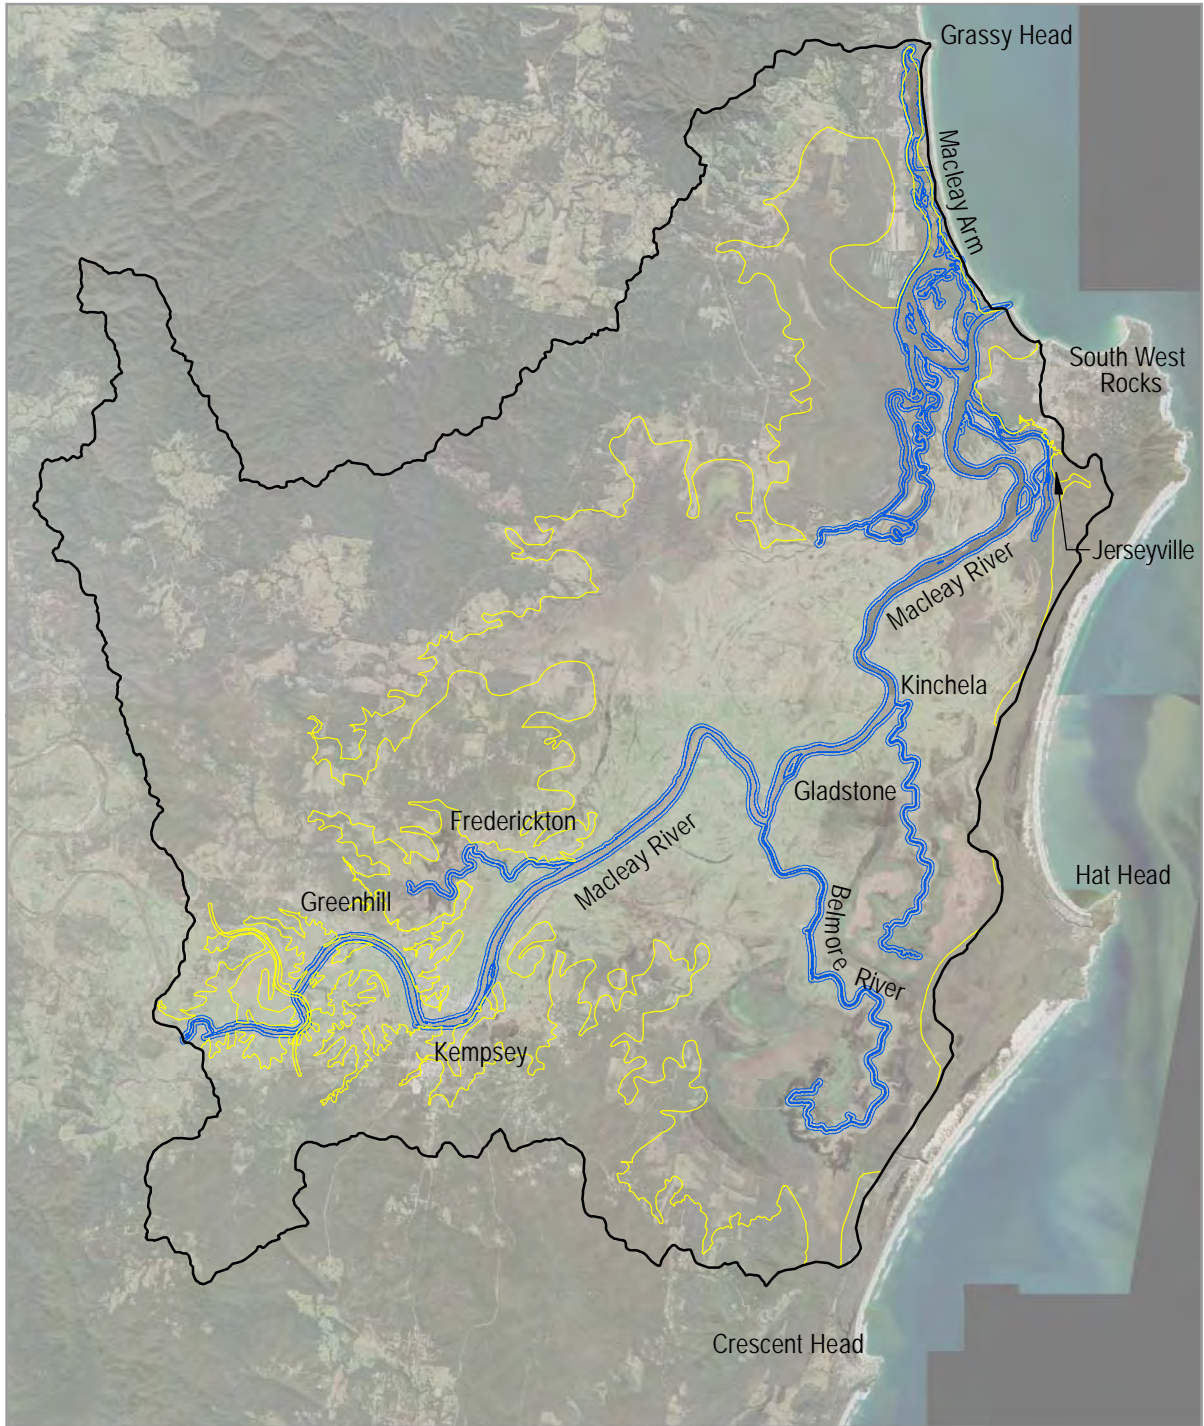 Grassy Head
Macleay Arm
South West
Rocks
Jerseyville
Macleay River
Kinchela
Gladstone
Frederickton
Macleay River
Greenhill
Hat Head
Belmore River
Kempsey
Crescent Head